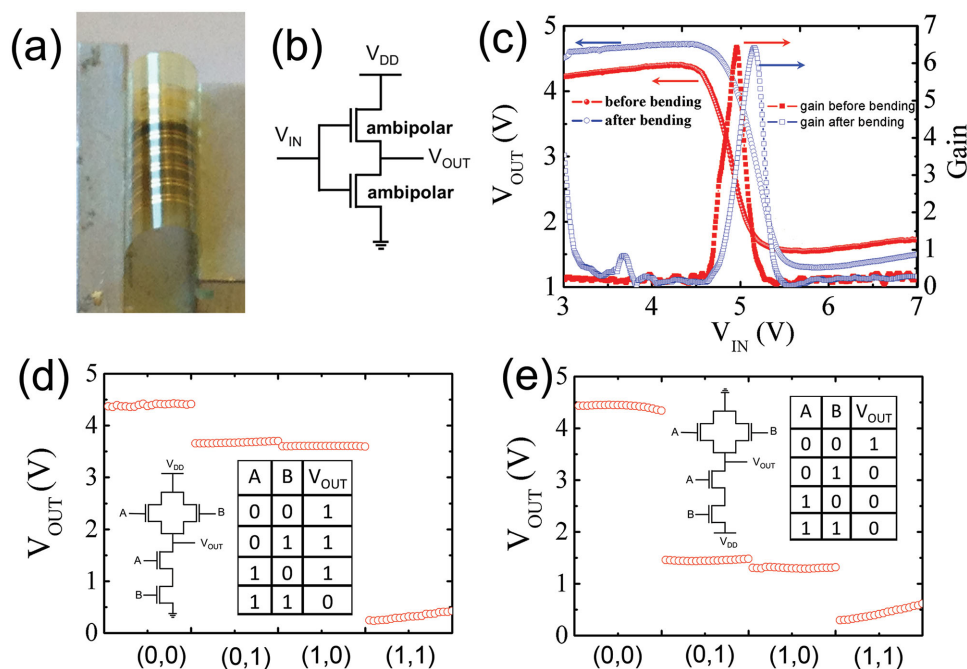 (a)
(b)
V_DD
V_IN
ambipolar
V_OUT
ambipolar
(c)
V_OUT (V)
5
4
3
2
1
3 4 5 6 7
V_IN (V)
7
6
5
4
3
2
1
0
Gain
before bending
after bending
gain before bending
gain after bending
(d)
V_OUT (V)
5
4
3
2
1
0
(0,0) (0,1) (1,0) (1,1)
V_DD
A B
V_OUT
A
B
A B V_OUT
0 0 1
0 1 1
1 0 1
1 1 0
(e)
V_OUT (V)
5
4
3
2
1
0
(0,0) (0,1) (1,0) (1,1)
A B
V_OUT
A
B
V_DD
A B V_OUT
0 0 1
0 1 0
1 0 0
1 1 0